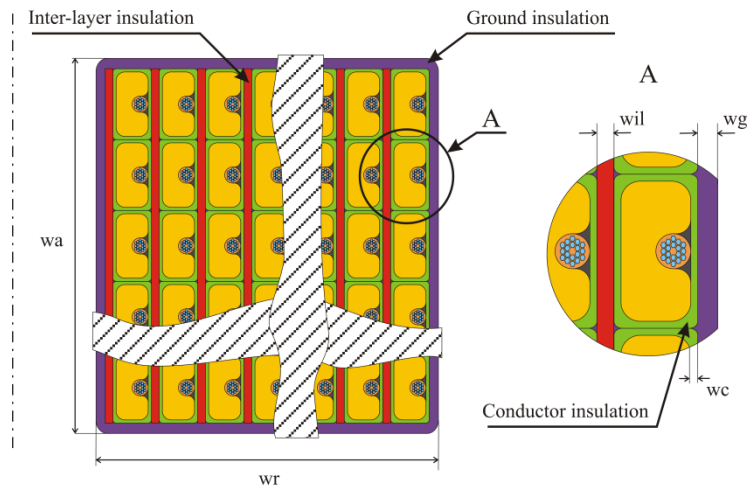 Inter-layer insulation
Ground insulation
A
A
wil
wg
wa
wc
Conductor insulation
wr